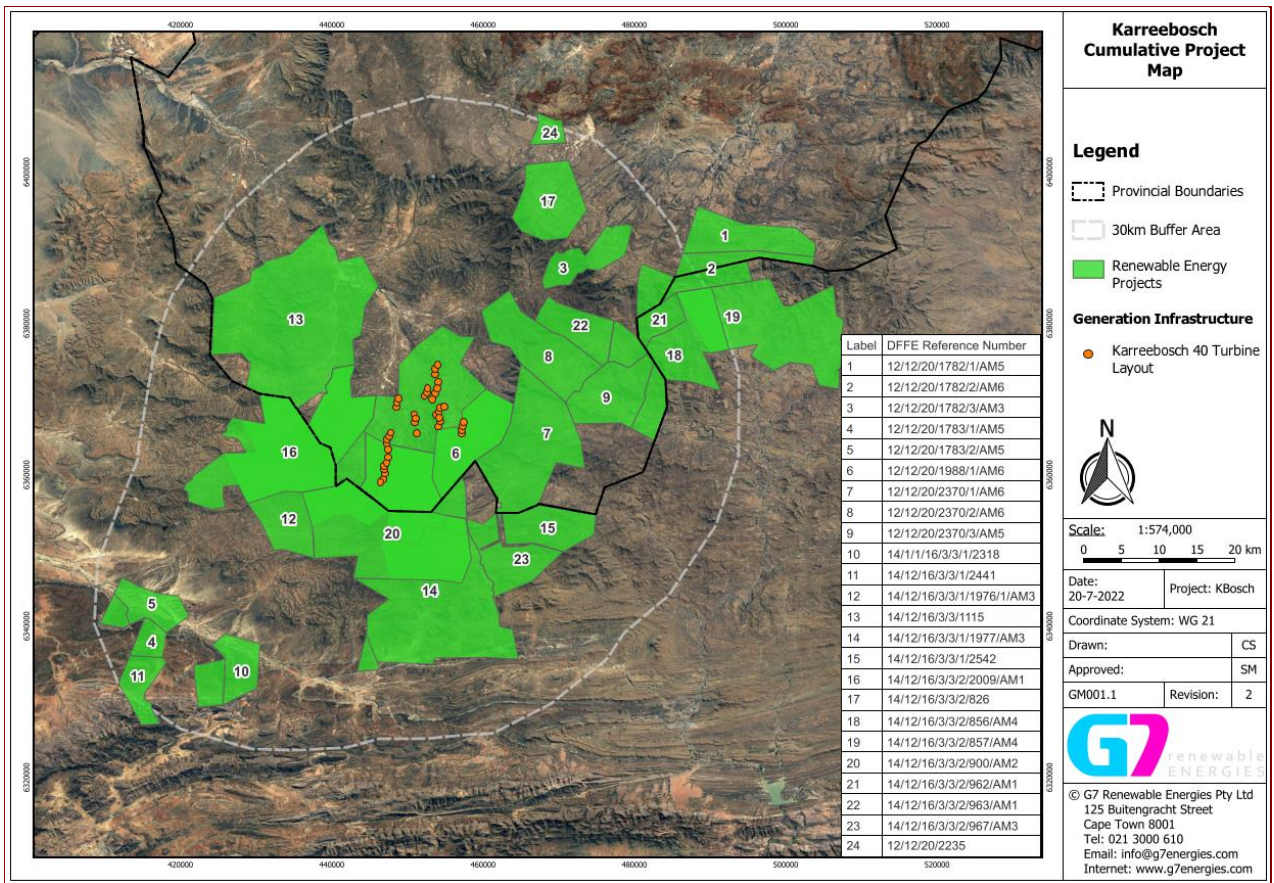 420000 440000 460000 480000 500000 520000
6400000
6380000
6360000
6340000
6320000
6400000
6380000
6360000
6340000
6320000
24
17
1
3
2
13
22
21
19
8
18
9
7
16
6
12
20
15
23
14
5
4
11
10
420000 440000 460000 480000 500000 520000
Label DFFE Reference Number
1 12/12/20/1782/1/AM5
2 12/12/20/1782/2/AM6
3 12/12/20/1782/3/AM3
4 12/12/20/1783/1/AM5
5 12/12/20/1783/2/AM5
6 12/12/20/1988/1/AM6
7 12/12/20/2370/1/AM6
8 12/12/20/2370/2/AM6
9 12/12/20/2370/3/AM5
10 14/1/1/16/3/3/1/2318
11 14/12/16/3/3/1/2441
12 14/12/16/3/3/1/1976/1/AM3
13 14/12/16/3/3/1115
14 14/12/16/3/3/1/1977/AM3
15 14/12/16/3/3/1/2542
16 14/12/16/3/3/2/2009/AM1
17 14/12/16/3/3/2/826
18 14/12/16/3/3/2/856/AM4
19 14/12/16/3/3/2/857/AM4
20 14/12/16/3/3/2/900/AM2
21 14/12/16/3/3/2/962/AM1
22 14/12/16/3/3/2/963/AM1
23 14/12/16/3/3/2/967/AM3
24 12/12/20/2235
Karreebosch
Cumulative Project
Map
Legend
Provincial Boundaries
30km Buffer Area
Renewable Energy
Projects
Generation Infrastructure
Karreebosch 40 Turbine
Layout
N
Scale: 1:574,000
0 5 10 15 20 km
Date:
20-7-2022
Project: KBosch
Coordinate System: WG 21
Drawn: CS
Approved: SM
GM001.1 Revision: 2
G7 renewable
ENERGIES
© G7 Renewable Energies Pty Ltd
125 Buitengracht Street
Cape Town 8001
Tel: 021 3000 610
Email: info@g7energies.com
Internet: www.g7energies.com